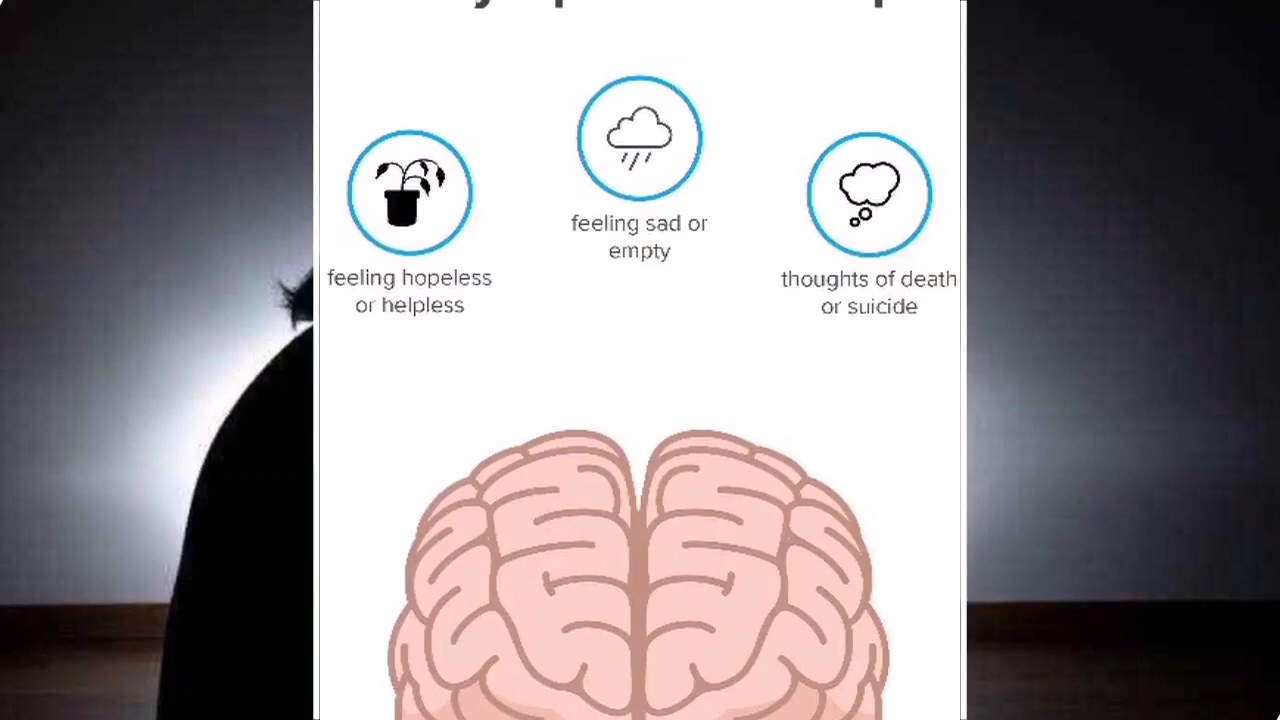 feeling sad or
empty
feeling hopeless
or helpless
thoughts of death
or suicide